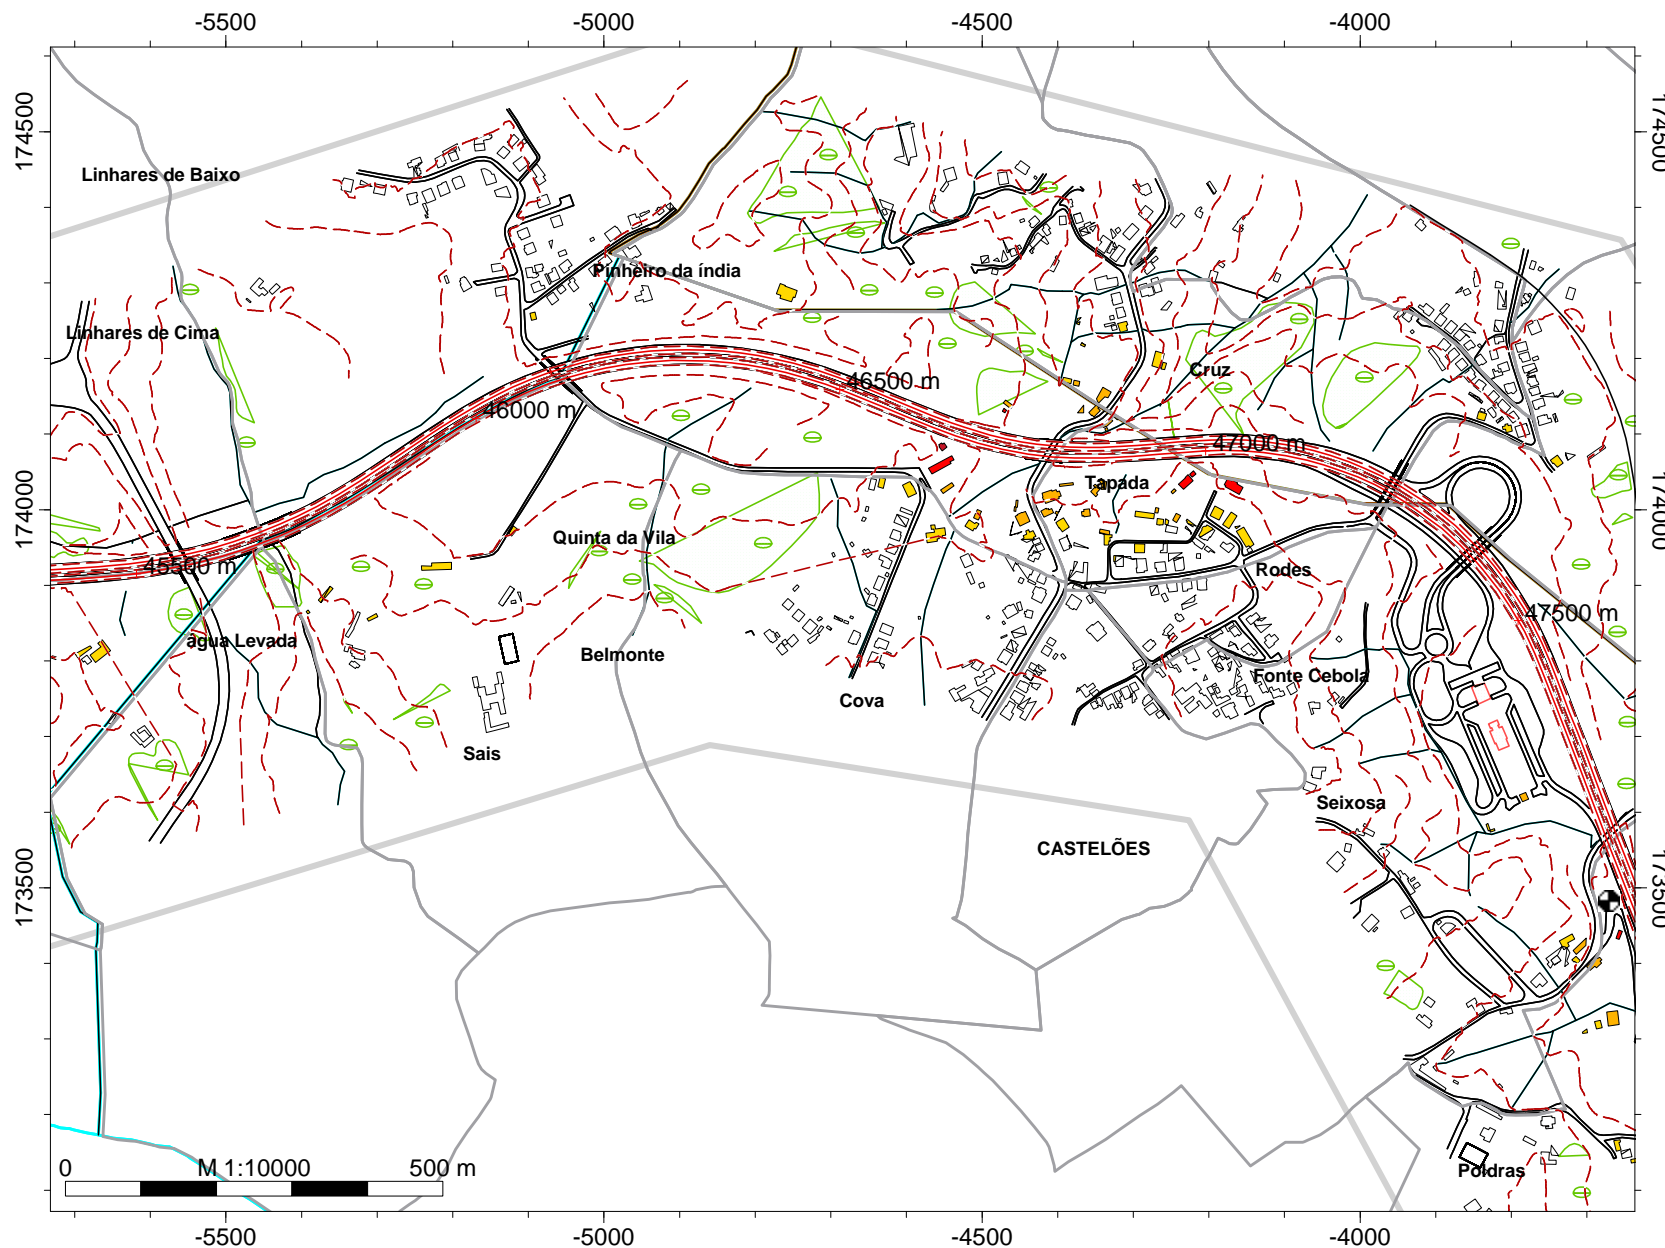 -5500 -5000 -4500 -4000
174500 174500
Linhares de Baixo
Pinheiro da índia
Linhares de Cima
Cruz
46500 m
46000 m
47000 m
Tapada
174000 174000
Quinta da Vila
45500 m
Rodes
47500 m
água Levada
Belmonte
Fonte Cebola
Cova
Sais
Seixosa
CASTELÕES
173500 173500
0 M 1:10000 500 m
Poldras
-5500 -5000 -4500 -4000